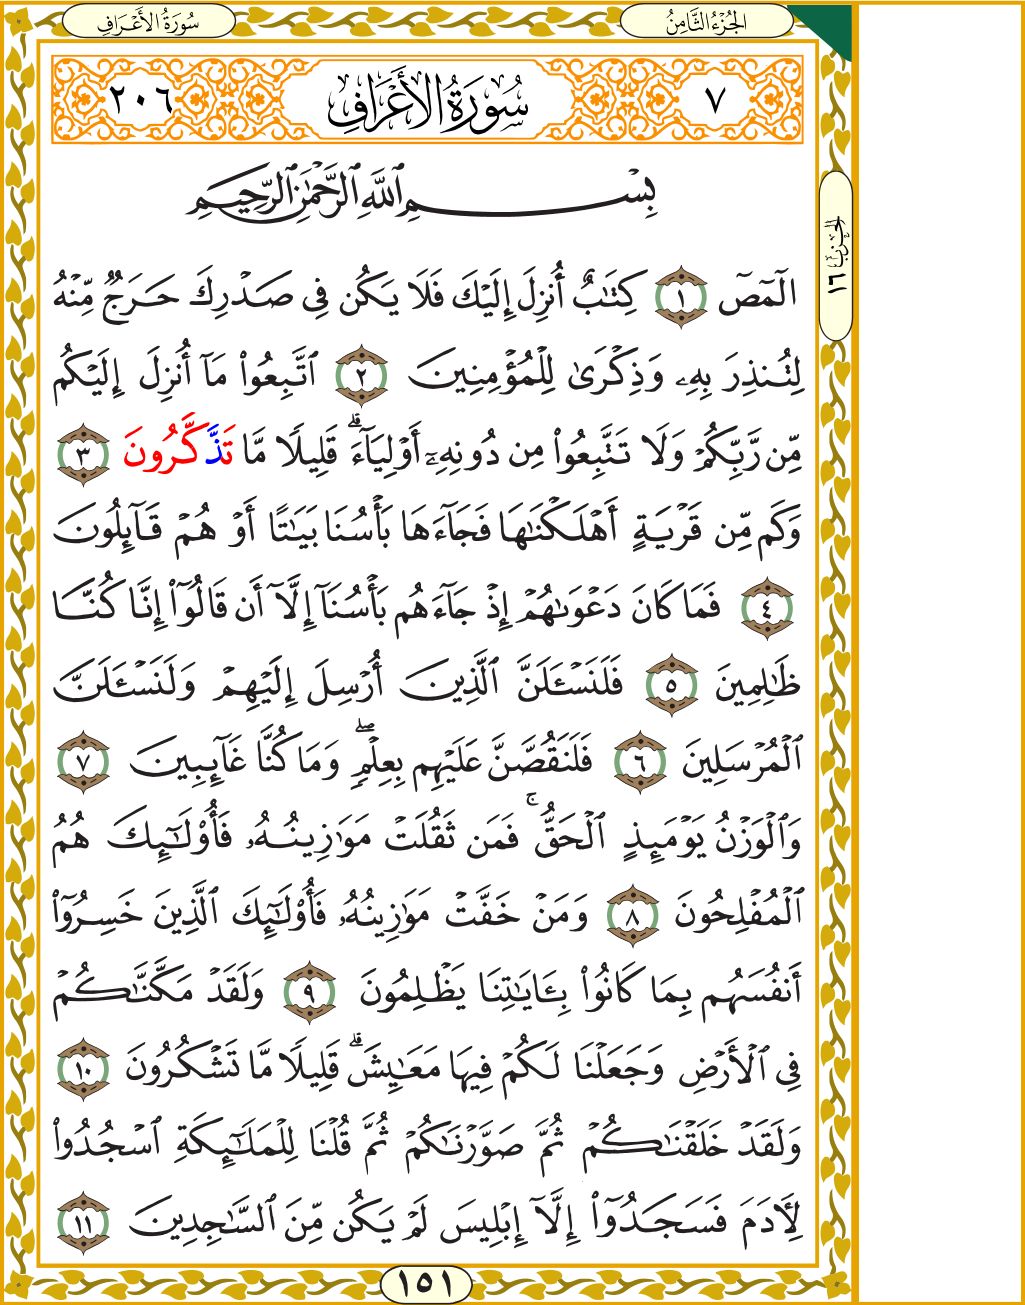 سُورَةُ الأَعْرَافِ
الجُزْءُ الثَّامِنُ
٢٠٦ سُورَةُ الأَعْرَافِ ٧
بِسْمِ ٱللَّهِ ٱلرَّحْمَٰنِ ٱلرَّحِيمِ
الحِزب ١٦
الٓمٓصٓ ١ كِتَٰبٌ أُنزِلَ إِلَيْكَ فَلَا يَكُن فِى صَدْرِكَ حَرَجٌ مِّنْهُ
لِتُنذِرَ بِهِۦ وَذِكْرَىٰ لِلْمُؤْمِنِينَ ٢ ٱتَّبِعُوا۟ مَآ أُنزِلَ إِلَيْكُم
مِّن رَّبِّكُمْ وَلَا تَتَّبِعُوا۟ مِن دُونِهِۦٓ أَوْلِيَآءَ ۗ قَلِيلًا مَّا تَذَّكَّرُونَ ٣
وَكَم مِّن قَرْيَةٍ أَهْلَكْنَٰهَا فَجَآءَهَا بَأْسُنَا بَيَٰتًا أَوْ هُمْ قَآئِلُونَ
٤ فَمَا كَانَ دَعْوَىٰهُمْ إِذْ جَآءَهُم بَأْسُنَآ إِلَّآ أَن قَالُوٓا۟ إِنَّا كُنَّا
ظَٰلِمِينَ ٥ فَلَنَسْـَٔلَنَّ ٱلَّذِينَ أُرْسِلَ إِلَيْهِمْ وَلَنَسْـَٔلَنَّ
ٱلْمُرْسَلِينَ ٦ فَلَنَقُصَّنَّ عَلَيْهِم بِعِلْمٍ ۖ وَمَا كُنَّا غَآئِبِينَ ٧
وَٱلْوَزْنُ يَوْمَئِذٍ ٱلْحَقُّ ۚ فَمَن ثَقُلَتْ مَوَٰزِينُهُۥ فَأُو۟لَٰٓئِكَ هُمُ
ٱلْمُفْلِحُونَ ٨ وَمَنْ خَفَّتْ مَوَٰزِينُهُۥ فَأُو۟لَٰٓئِكَ ٱلَّذِينَ خَسِرُوٓا۟
أَنفُسَهُم بِمَا كَانُوا۟ بِـَٔايَٰتِنَا يَظْلِمُونَ ٩ وَلَقَدْ مَكَّنَّٰكُمْ
فِى ٱلْأَرْضِ وَجَعَلْنَا لَكُمْ فِيهَا مَعَٰيِشَ ۗ قَلِيلًا مَّا تَشْكُرُونَ ١٠
وَلَقَدْ خَلَقْنَٰكُمْ ثُمَّ صَوَّرْنَٰكُمْ ثُمَّ قُلْنَا لِلْمَلَٰٓئِكَةِ ٱسْجُدُوا۟
لِـَٔادَمَ فَسَجَدُوٓا۟ إِلَّآ إِبْلِيسَ لَمْ يَكُن مِّنَ ٱلسَّٰجِدِينَ ١١
١٥١